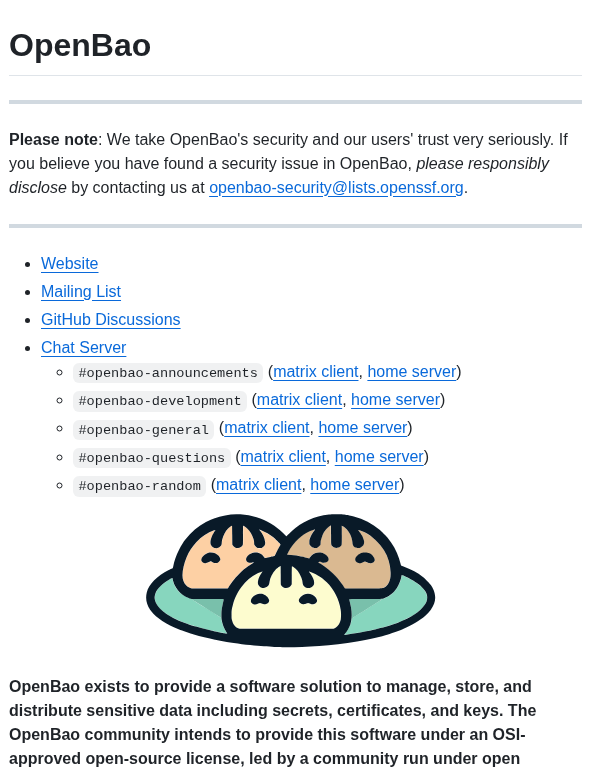 OpenBao
Please note: We take OpenBao's security and our users' trust very seriously. If
you believe you have found a security issue in OpenBao, please responsibly
disclose by contacting us at openbao-security@lists.openssf.org.
Website
Mailing List
GitHub Discussions
Chat Server
#openbao-announcements (matrix client, home server)
#openbao-development (matrix client, home server)
#openbao-general (matrix client, home server)
#openbao-questions (matrix client, home server)
#openbao-random (matrix client, home server)
OpenBao exists to provide a software solution to manage, store, and
distribute sensitive data including secrets, certificates, and keys. The
OpenBao community intends to provide this software under an OSI-
approved open-source license, led by a community run under open